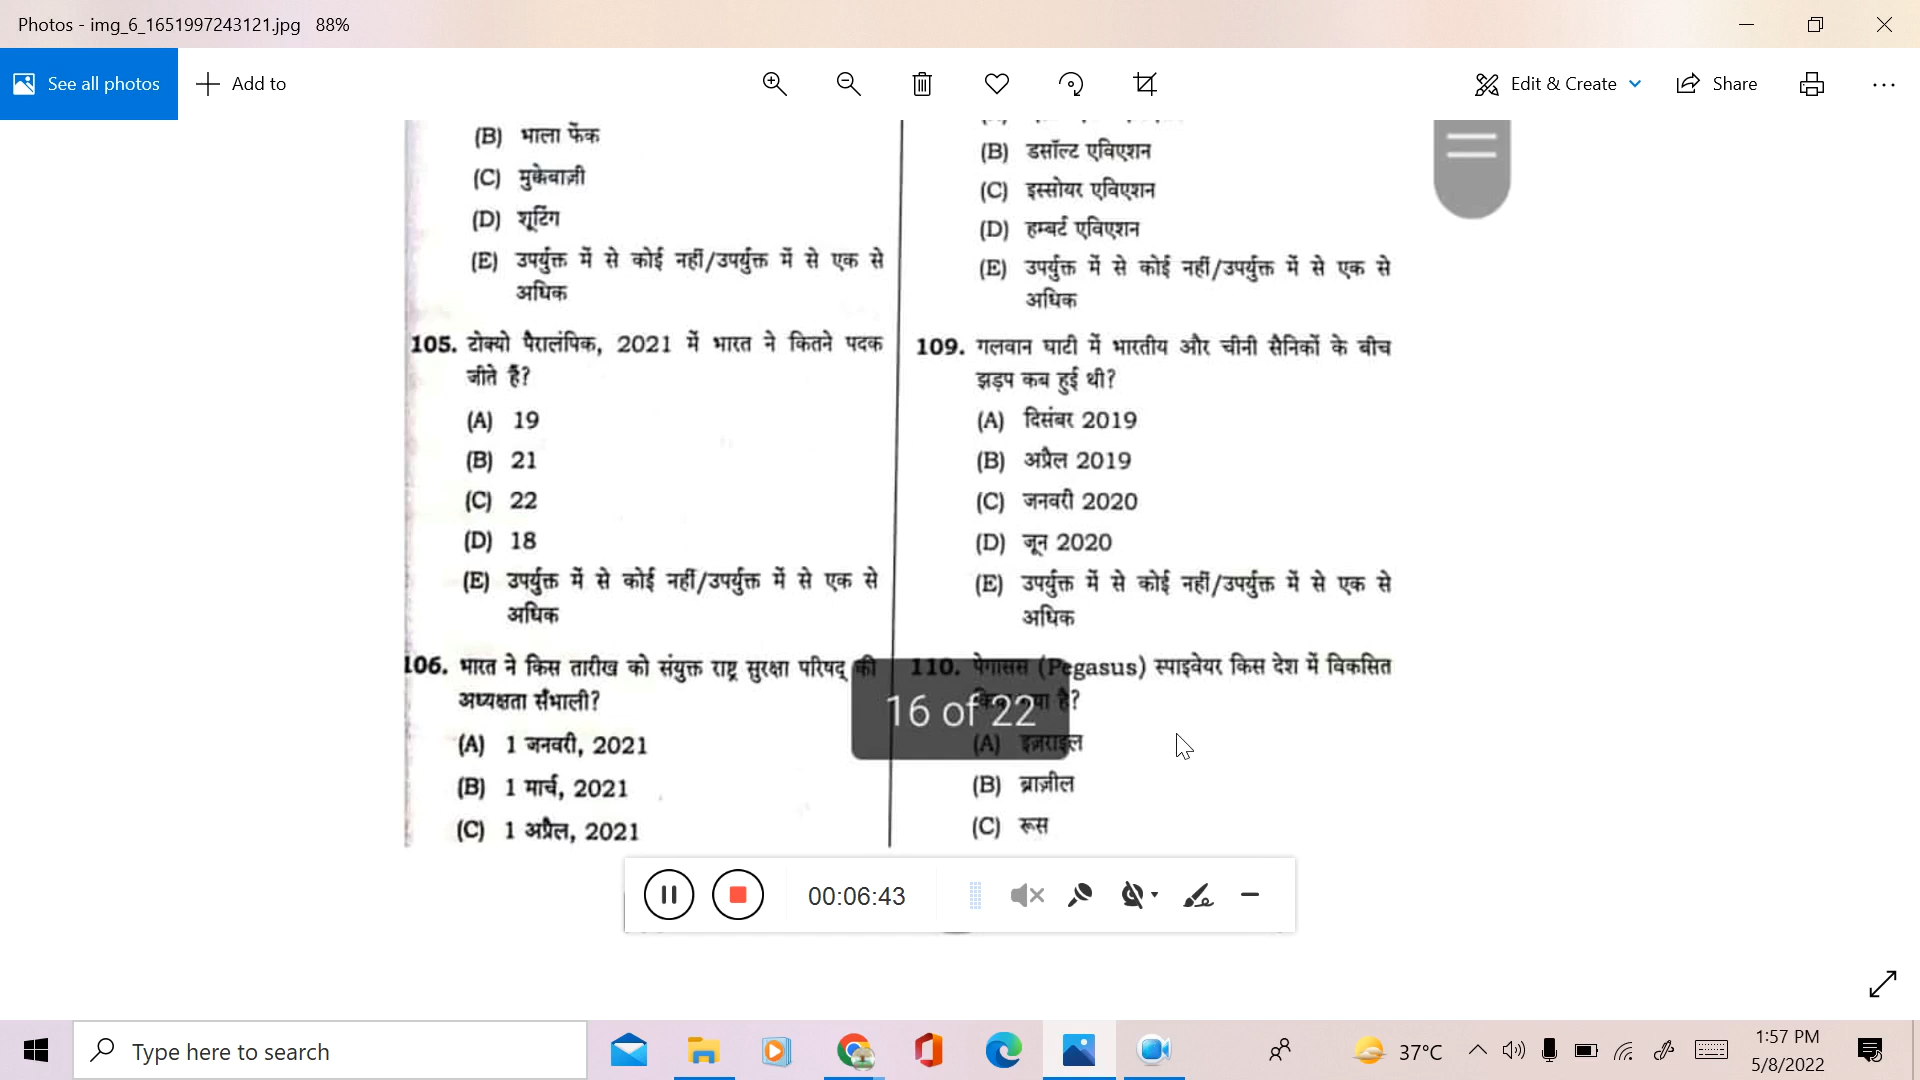 Photos - img_6_1651997243121.jpg 88%
See all photos
Add to
Edit & Create
Share
(B) भाला फेंक
(C) मुक्केबाज़ी
(D) शूटिंग
(E) उपर्युक्त में से कोई नहीं/उपर्युक्त में से एक से
अधिक
105. टोक्यो पैरालंपिक, 2021 में भारत ने कितने पदक
जीते हैं?
(A) 19
(B) 21
(C) 22
(D) 18
(E) उपर्युक्त में से कोई नहीं/उपर्युक्त में से एक से
अधिक
106. भारत ने किस तारीख को संयुक्त राष्ट्र सुरक्षा परिषद् की
अध्यक्षता सँभाली?
(A) 1 जनवरी, 2021
(B) 1 मार्च, 2021
(C) 1 अप्रैल, 2021
(B) डसॉल्ट एविएशन
(C) इस्सोयर एविएशन
(D) हम्बर्ट एविएशन
(E) उपर्युक्त में से कोई नहीं/उपर्युक्त में से एक से
अधिक
109. गलवान घाटी में भारतीय और चीनी सैनिकों के बीच
झड़प कब हुई थी?
(A) दिसंबर 2019
(B) अप्रैल 2019
(C) जनवरी 2020
(D) जून 2020
(E) उपर्युक्त में से कोई नहीं/उपर्युक्त में से एक से
अधिक
110. पेगासस (Pegasus) स्पाइवेयर किस देश में विकसित
किया गया है?
(A) इज़राइल
(B) ब्राज़ील
(C) रूस
16 of 22
00:06:43
Type here to search
37°C
1:57 PM
5/8/2022